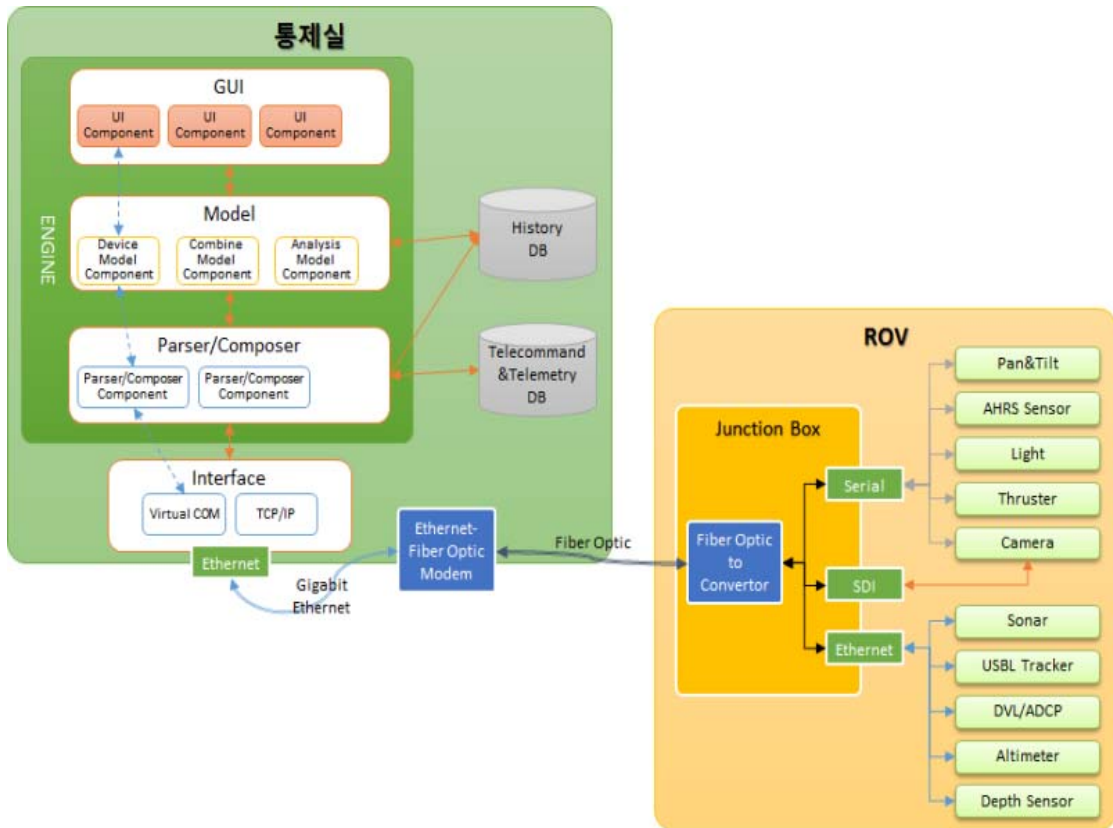 통제실
ENGINE
GUI
UI
Component
UI
Component
UI
Component
Model
Device
Model
Component
Combine
Model
Component
Analysis
Model
Component
History
DB
Parser/Composer
Parser/Composer
Component
Parser/Composer
Component
Telecommand
&Telemetry
DB
Interface
Virtual COM
TCP/IP
Ethernet
Gigabit
Ethernet
Ethernet-
Fiber Optic
Modem
Fiber Optic
ROV
Junction Box
Fiber Optic
to
Convertor
Serial
SDI
Ethernet
Pan&Tilt
AHRS Sensor
Light
Thruster
Camera
Sonar
USBL Tracker
DVL/ADCP
Altimeter
Depth Sensor